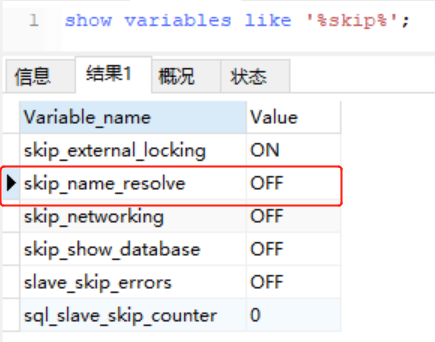 1 show variables like '%skip%';
信息 结果1 概况 状态
Variable_name Value
skip_external_locking ON
skip_name_resolve OFF
skip_networking OFF
skip_show_database OFF
slave_skip_errors OFF
sql_slave_skip_counter 0